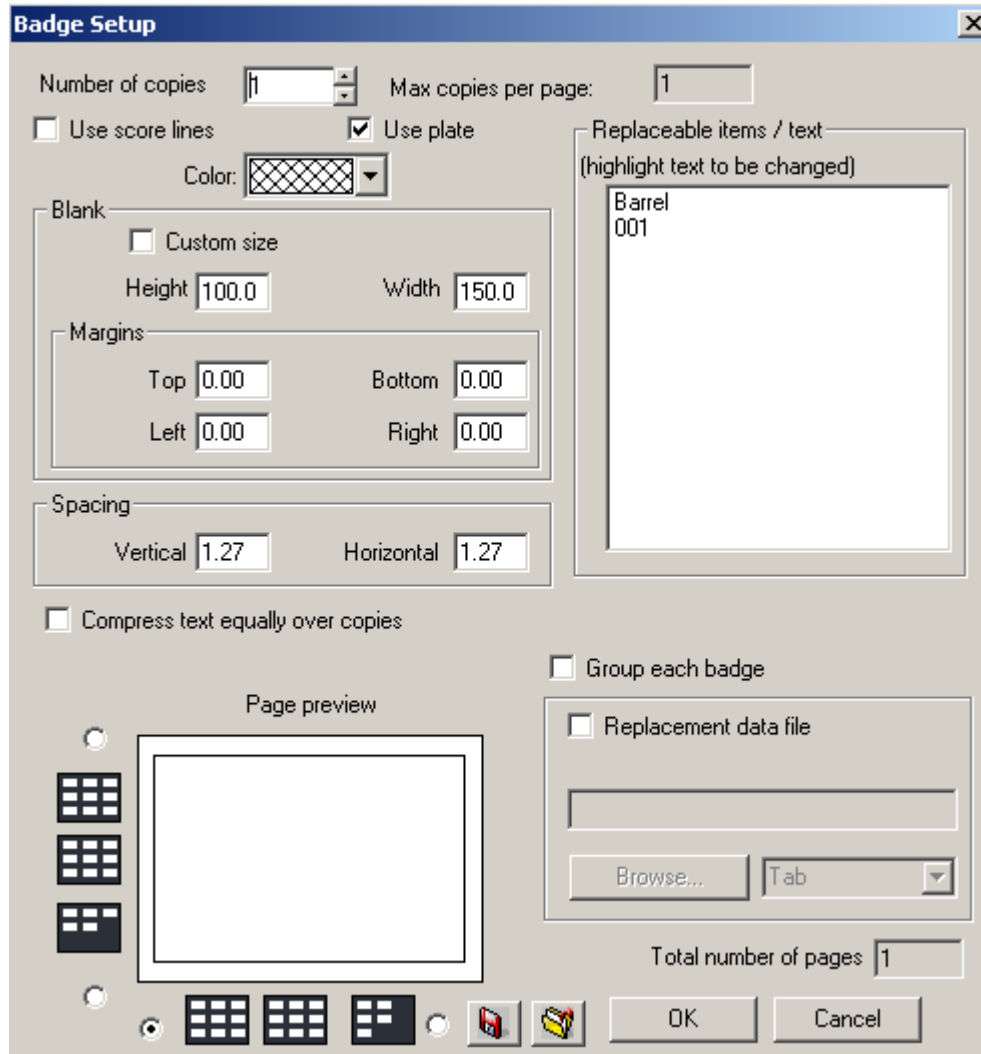 Badge Setup
Number of copies 1 Max copies per page: 1
Use score lines Use plate
Color:
Replaceable items / text
(highlight text to be changed)
Barrel
001
Blank
Custom size
Height 100.0 Width 150.0
Margins
Top 0.00 Bottom 0.00
Left 0.00 Right 0.00
Spacing
Vertical 1.27 Horizontal 1.27
Compress text equally over copies
Group each badge
Page preview
Replacement data file
Browse... Tab
Total number of pages 1
OK Cancel